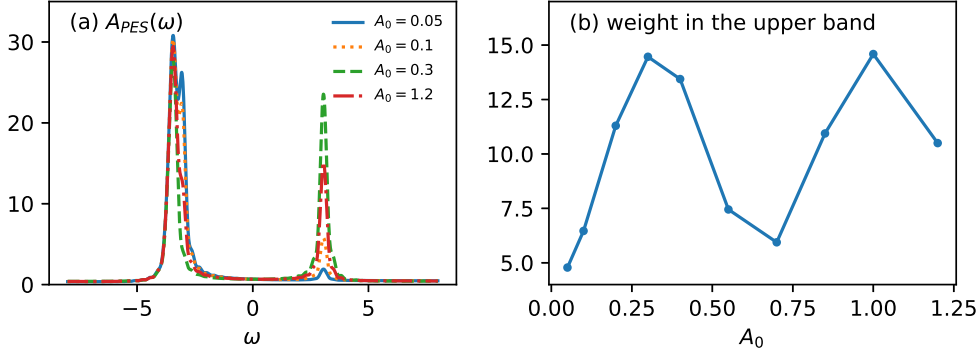 (a) A_PES(ω)
A₀ = 0.05
A₀ = 0.1
A₀ = 0.3
A₀ = 1.2
30
20
10
0
−5
0
5
ω
(b) weight in the upper band
15.0
12.5
10.0
7.5
5.0
0.00
0.25
0.50
0.75
1.00
1.25
A₀